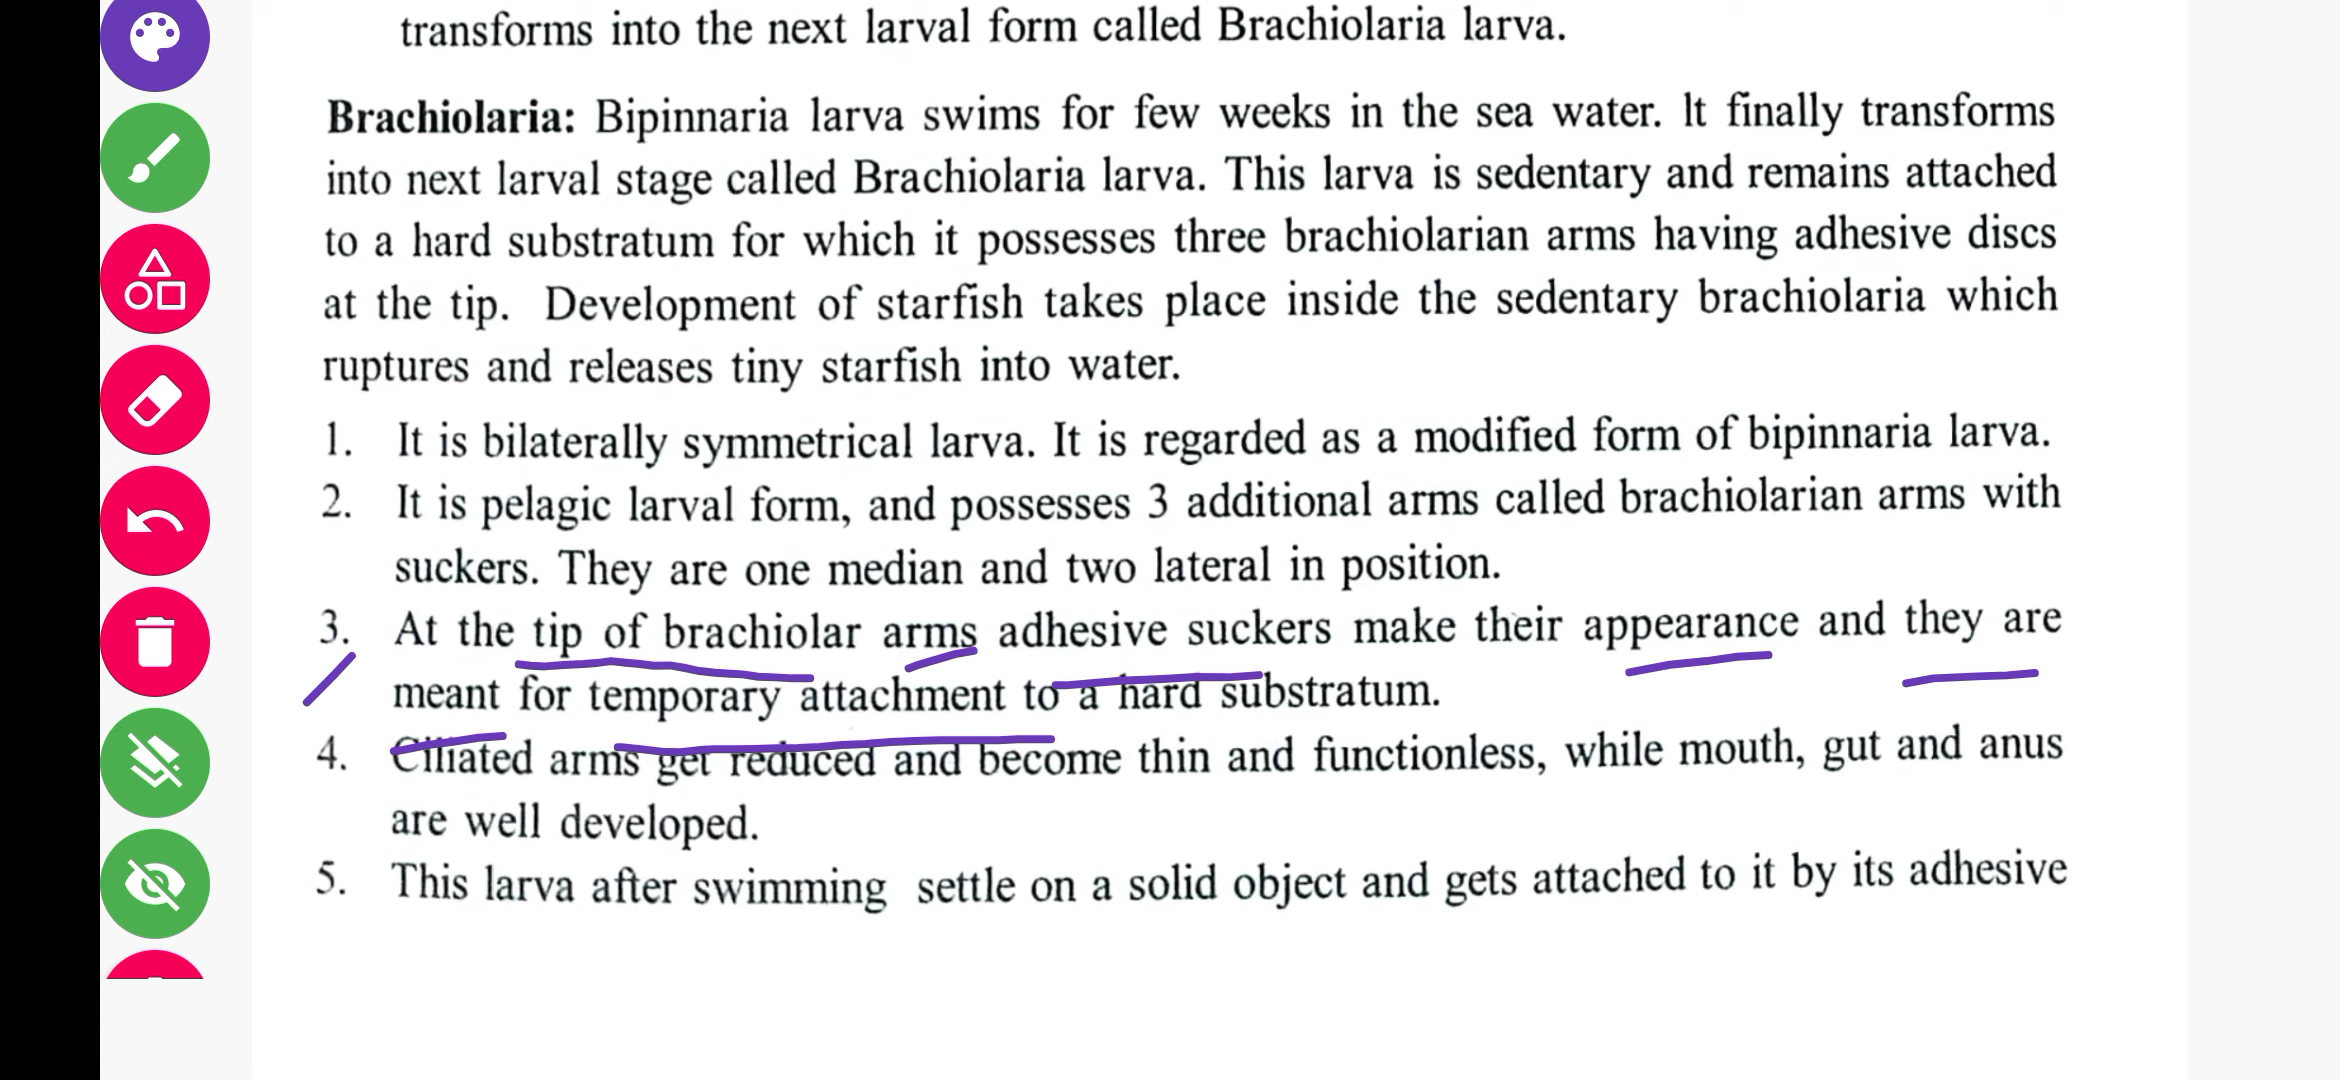 transforms into the next larval form called Brachiolaria larva.
Brachiolaria: Bipinnaria larva swims for few weeks in the sea water. It finally transforms
into next larval stage called Brachiolaria larva. This larva is sedentary and remains attached
to a hard substratum for which it possesses three brachiolarian arms having adhesive discs
at the tip. Development of starfish takes place inside the sedentary brachiolaria which
ruptures and releases tiny starfish into water.
1. It is bilaterally symmetrical larva. It is regarded as a modified form of bipinnaria larva.
2. It is pelagic larval form, and possesses 3 additional arms called brachiolarian arms with
suckers. They are one median and two lateral in position.
3. At the tip of brachiolar arms adhesive suckers make their appearance and they are
meant for temporary attachment to a hard substratum.
4. Ciliated arms get reduced and become thin and functionless, while mouth, gut and anus
are well developed.
5. This larva after swimming settle on a solid object and gets attached to it by its adhesive